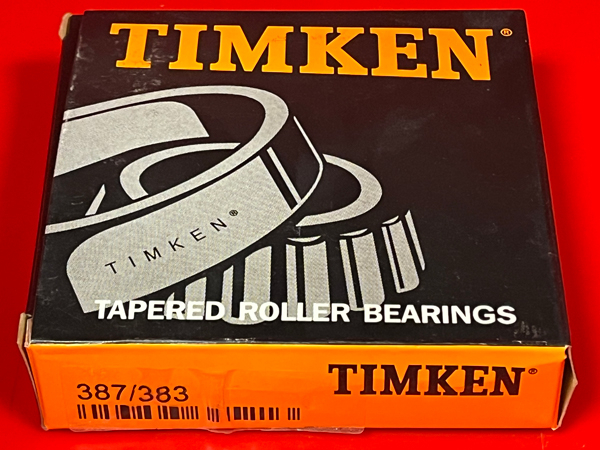 TIMKEN®
TIMKEN®
TAPERED ROLLER BEARINGS
387/383
TIMKEN®